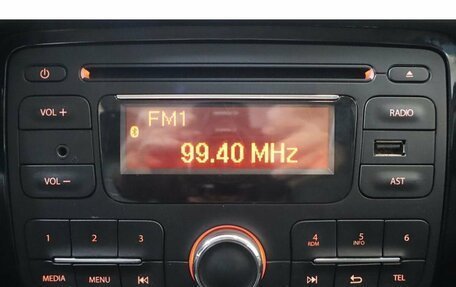 VOL +
FM1
RADIO
99.40 MHz
VOL −
AST
1 2 3
4 RDM 5 INFO 6
MEDIA MENU
TEL